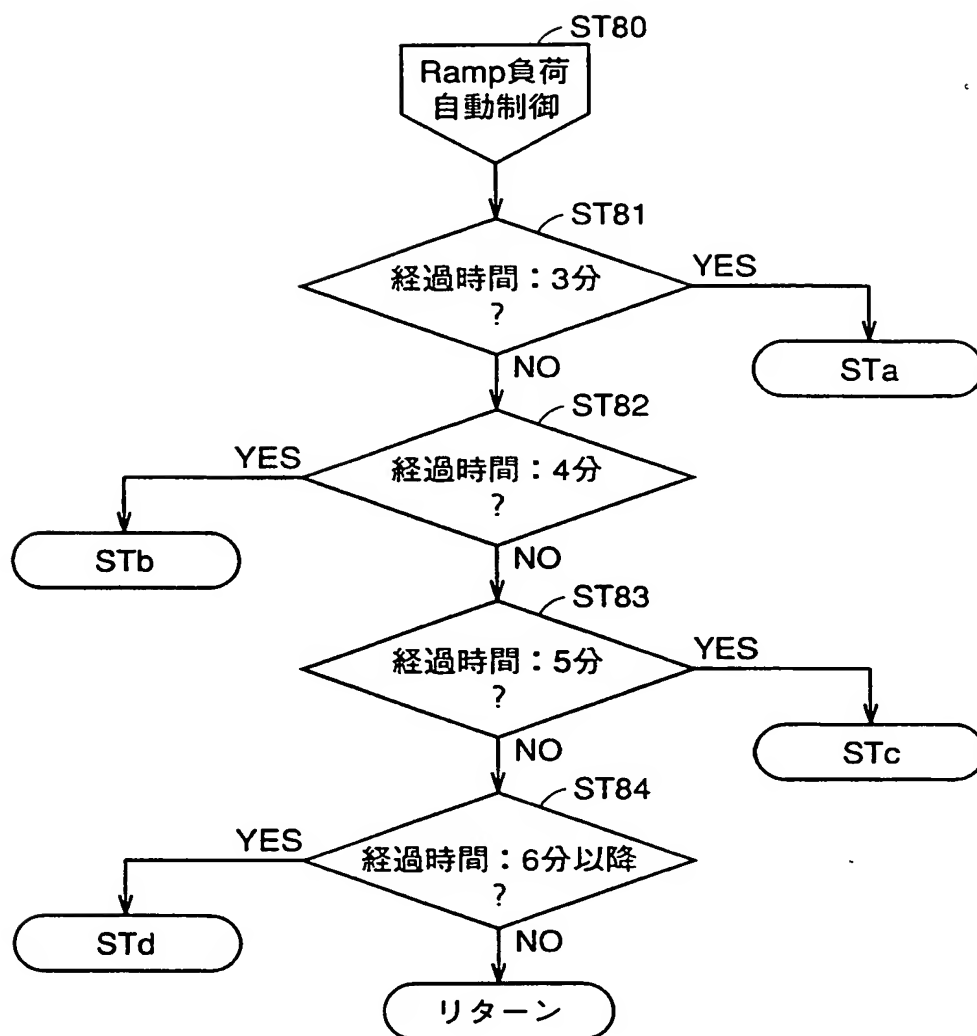 ST80
Ramp負荷
自動制御
ST81
経過時間：3分
?
YES
STa
NO
ST82
YES
経過時間：4分
?
STb
NO
ST83
経過時間：5分
?
YES
STc
NO
ST84
YES
経過時間：6分以降
?
STd
NO
リターン